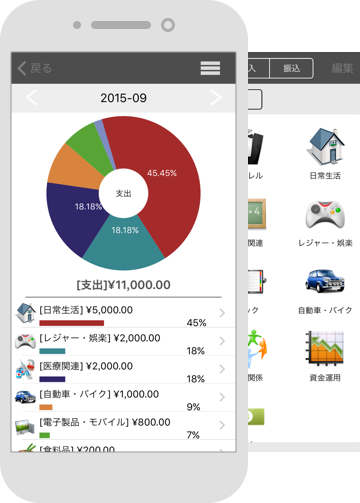 戻る
2015-09
45.45%
支出
18.18%
18.18%
[支出]¥11,000.00
[日常生活] ¥5,000.00
45%
[レジャー・娯楽] ¥2,000.00
18%
[医療関連] ¥2,000.00
18%
[自動車・バイク] ¥1,000.00
9%
[電子製品・モバイル] ¥800.00
7%
[食料品] ¥200.00
入
振込
編集
レル
日常生活
関連
レジャー・娯楽
ック
自動車・バイク
関係
資金運用